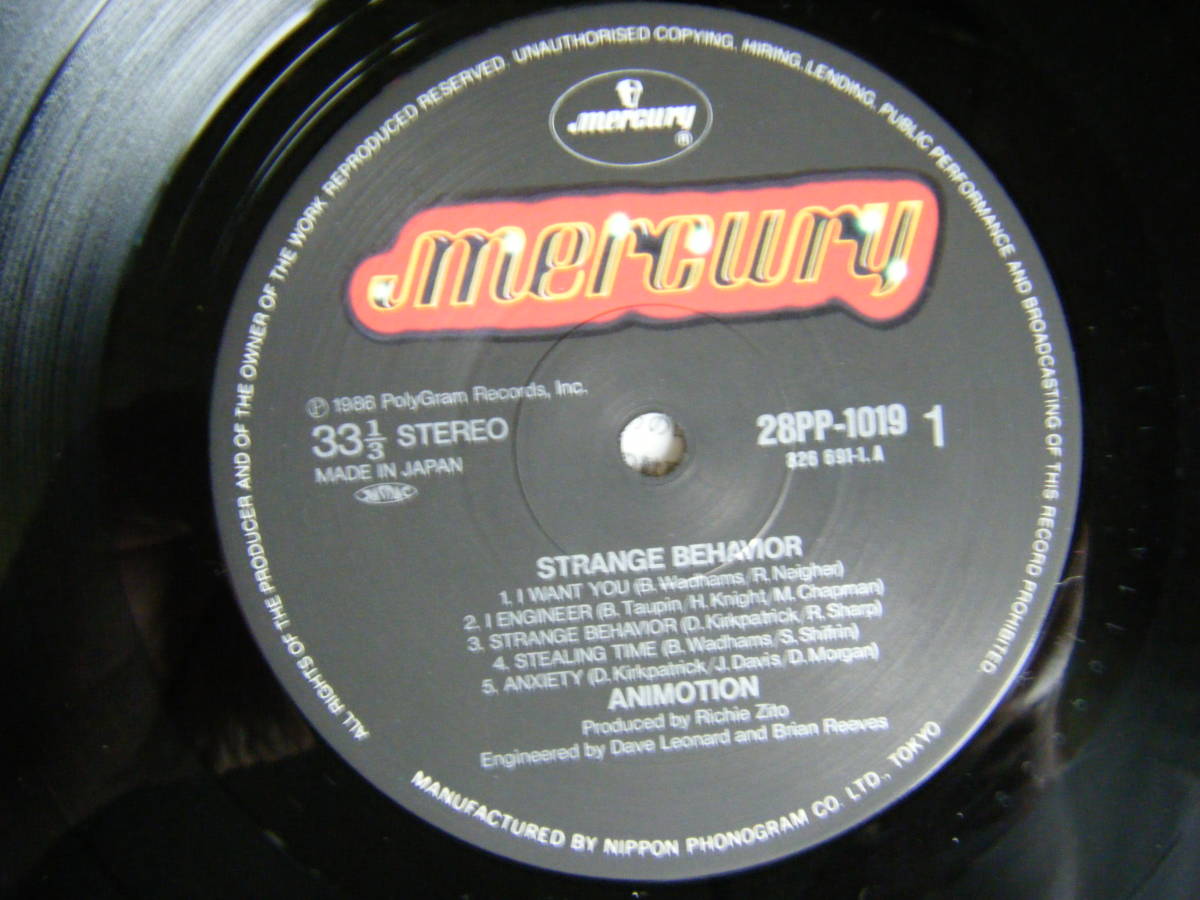 ALL RIGHTS OF THE PRODUCER AND OF THE OWNER OF THE WORK REPRODUCED RESERVED. UNAUTHORISED COPYING, HIRING, LENDING, PUBLIC PERFORMANCE AND BROADCASTING OF THIS RECORD PROHIBITED.
mercury
®
mercury
℗ 1986 PolyGram Records, Inc.
33 1/3 STEREO
MADE IN JAPAN
28PP-1019 1
826 691-1. A
STRANGE BEHAVIOR
1. I WANT YOU (B. Wadhams/R. Neigher)
2. I ENGINEER (B. Taupin/H. Knight/M. Chapman)
3. STRANGE BEHAVIOR (D. Kirkpatrick/R. Sharp)
4. STEALING TIME (B. Wadhams/S. Shifrin)
5. ANXIETY (D. Kirkpatrick/J. Davis/D. Morgan)
ANIMOTION
Produced by Richie Zito
Engineered by Dave Leonard and Brian Reeves
MANUFACTURED BY NIPPON PHONOGRAM CO. LTD., TOKYO